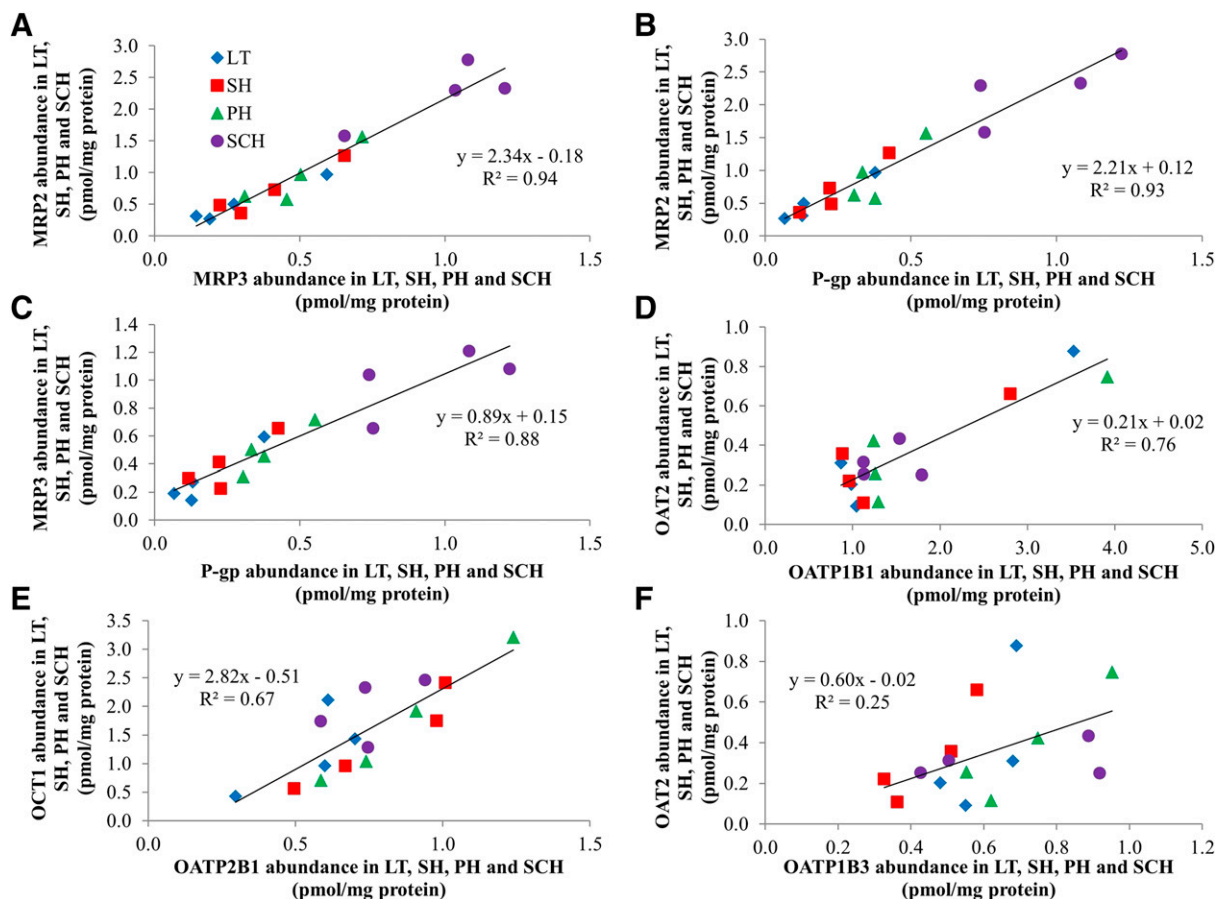 A
MRP2 abundance in LT,
SH, PH and SCH
(pmol/mg protein)
3.0
2.5
2.0
1.5
1.0
0.5
0.0
LT
SH
PH
SCH
y = 2.34x - 0.18
R² = 0.94
0.0 0.5 1.0 1.5
MRP3 abundance in LT, SH, PH and SCH
(pmol/mg protein)
B
MRP2 abundance in LT,
SH, PH and SCH
(pmol/mg protein)
3.0
2.5
2.0
1.5
1.0
0.5
0.0
y = 2.21x + 0.12
R² = 0.93
0.0 0.5 1.0 1.5
P-gp abundance in LT, SH, PH and SCH
(pmol/mg protein)
C
MRP3 abundance in LT,
SH, PH and SCH
(pmol/mg protein)
1.4
1.2
1.0
0.8
0.6
0.4
0.2
0.0
y = 0.89x + 0.15
R² = 0.88
0.0 0.5 1.0 1.5
P-gp abundance in LT, SH, PH and SCH
(pmol/mg protein)
D
OAT2 abundance in LT,
SH, PH and SCH
(pmol/mg protein)
1.0
0.8
0.6
0.4
0.2
0.0
y = 0.21x + 0.02
R² = 0.76
0.0 1.0 2.0 3.0 4.0 5.0
OATP1B1 abundance in LT, SH, PH and SCH
(pmol/mg protein)
E
OCT1 abundance in LT,
SH, PH and SCH
(pmol/mg protein)
3.5
3.0
2.5
2.0
1.5
1.0
0.5
0.0
y = 2.82x - 0.51
R² = 0.67
0.0 0.5 1.0 1.5
OATP2B1 abundance in LT, SH, PH and SCH
(pmol/mg protein)
F
OAT2 abundance in LT,
SH, PH and SCH
(pmol/mg protein)
1.0
0.8
0.6
0.4
0.2
0.0
y = 0.60x - 0.02
R² = 0.25
0.0 0.2 0.4 0.6 0.8 1.0 1.2
OATP1B3 abundance in LT, SH, PH and SCH
(pmol/mg protein)